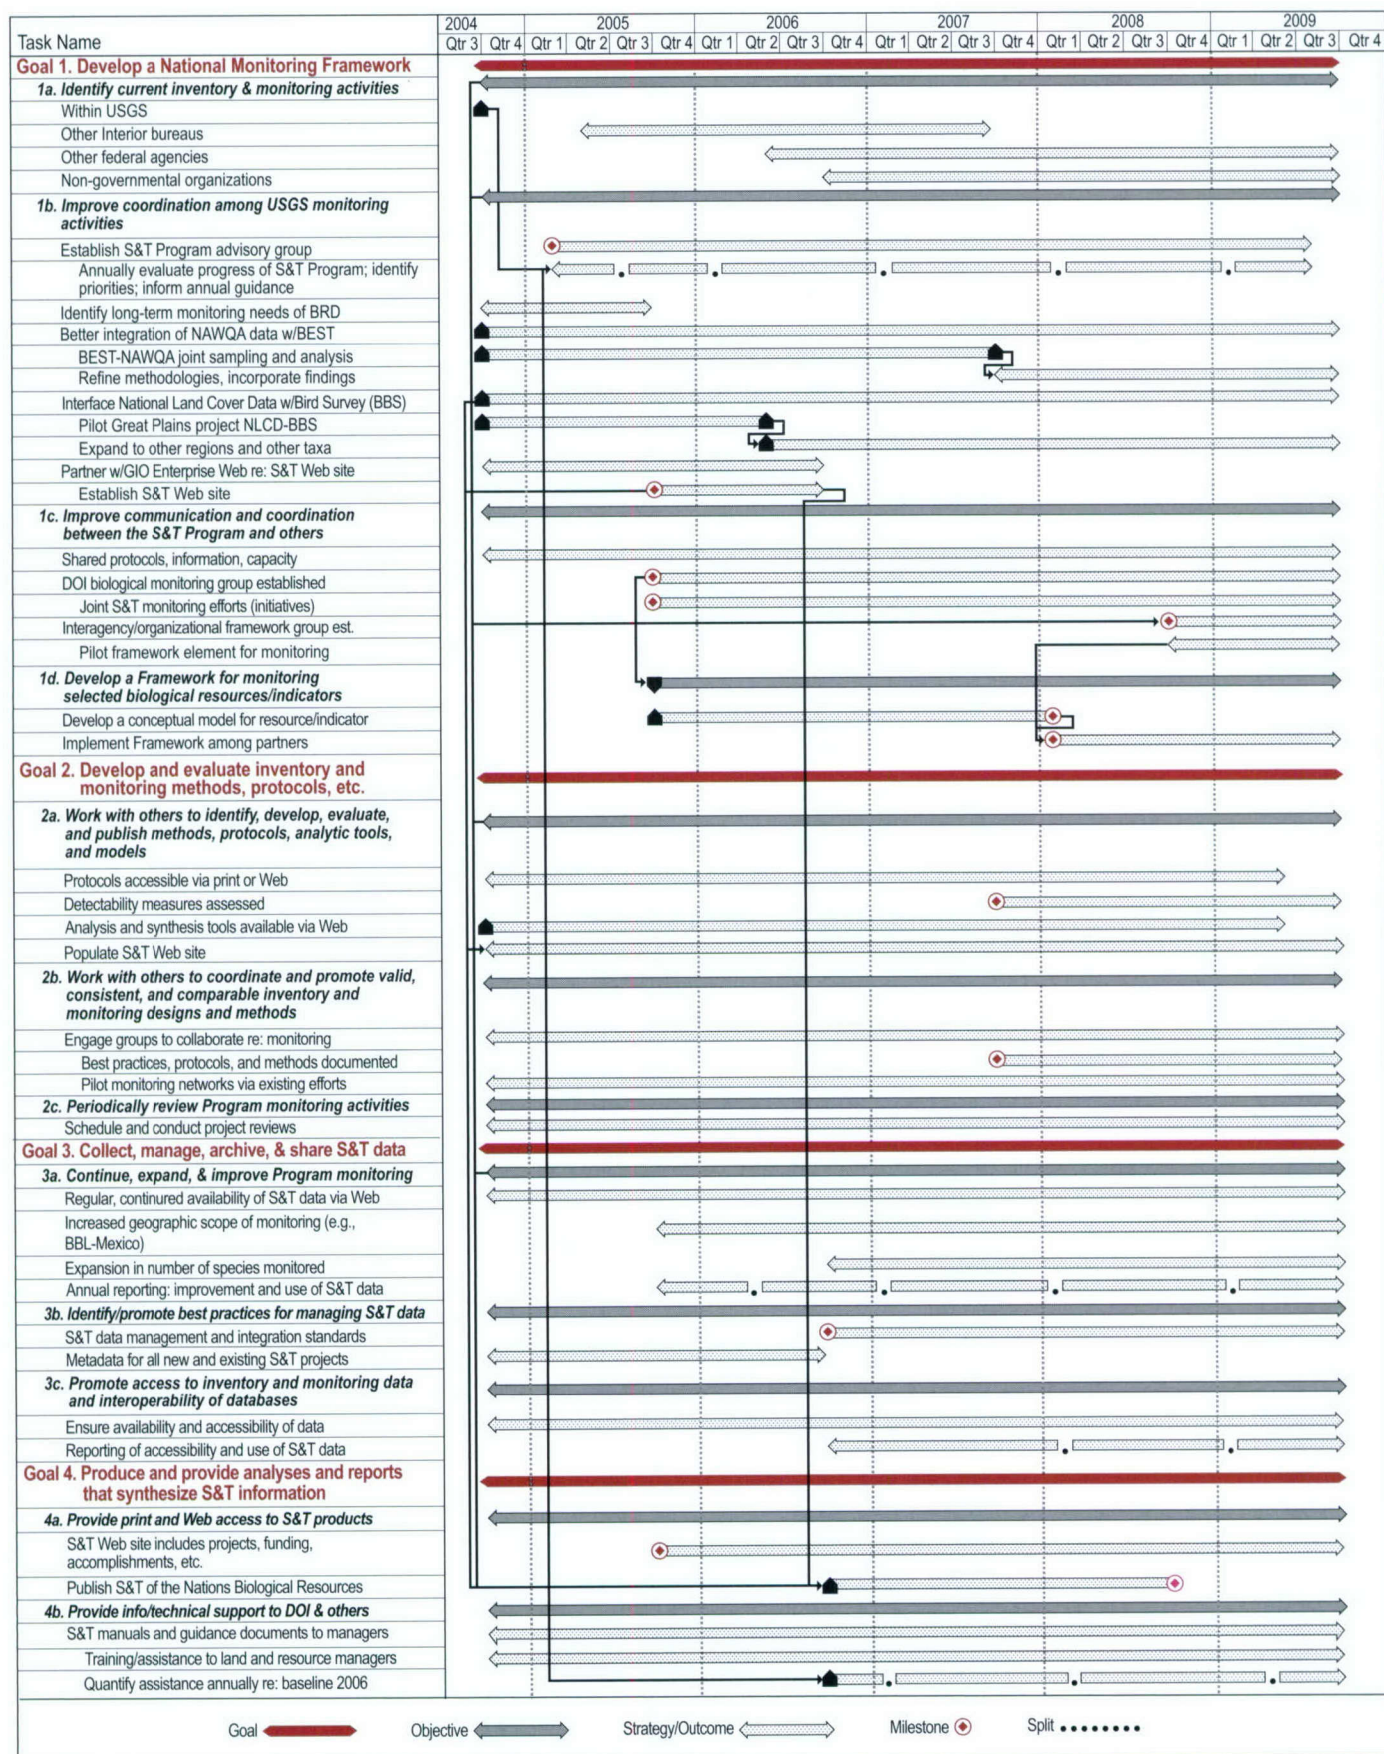 2004 2005 2006 2007 2008 2009
Task Name Qtr 3 Qtr 4 Qtr 1 Qtr 2 Qtr 3 Qtr 4 Qtr 1 Qtr 2 Qtr 3 Qtr 4 Qtr 1 Qtr 2 Qtr 3 Qtr 4 Qtr 1 Qtr 2 Qtr 3 Qtr 4 Qtr 1 Qtr 2 Qtr 3 Qtr 4
Goal 1. Develop a National Monitoring Framework
1a. Identify current inventory & monitoring activities
Within USGS
Other Interior bureaus
Other federal agencies
Non-governmental organizations
1b. Improve coordination among USGS monitoring
activities
Establish S&T Program advisory group
Annually evaluate progress of S&T Program; identify
priorities; inform annual guidance
Identify long-term monitoring needs of BRD
Better integration of NAWQA data w/BEST
BEST-NAWQA joint sampling and analysis
Refine methodologies, incorporate findings
Interface National Land Cover Data w/Bird Survey (BBS)
Pilot Great Plains project NLCD-BBS
Expand to other regions and other taxa
Partner w/GIO Enterprise Web re: S&T Web site
Establish S&T Web site
1c. Improve communication and coordination
between the S&T Program and others
Shared protocols, information, capacity
DOI biological monitoring group established
Joint S&T monitoring efforts (initiatives)
Interagency/organizational framework group est.
Pilot framework element for monitoring
1d. Develop a Framework for monitoring
selected biological resources/indicators
Develop a conceptual model for resource/indicator
Implement Framework among partners
Goal 2. Develop and evaluate inventory and
monitoring methods, protocols, etc.
2a. Work with others to identify, develop, evaluate,
and publish methods, protocols, analytic tools,
and models
Protocols accessible via print or Web
Detectability measures assessed
Analysis and synthesis tools available via Web
Populate S&T Web site
2b. Work with others to coordinate and promote valid,
consistent, and comparable inventory and
monitoring designs and methods
Engage groups to collaborate re: monitoring
Best practices, protocols, and methods documented
Pilot monitoring networks via existing efforts
2c. Periodically review Program monitoring activities
Schedule and conduct project reviews
Goal 3. Collect, manage, archive, & share S&T data
3a. Continue, expand, & improve Program monitoring
Regular, continured availability of S&T data via Web
Increased geographic scope of monitoring (e.g.,
BBL-Mexico)
Expansion in number of species monitored
Annual reporting: improvement and use of S&T data
3b. Identify/promote best practices for managing S&T data
S&T data management and integration standards
Metadata for all new and existing S&T projects
3c. Promote access to inventory and monitoring data
and interoperability of databases
Ensure availability and accessibility of data
Reporting of accessibility and use of S&T data
Goal 4. Produce and provide analyses and reports
that synthesize S&T information
4a. Provide print and Web access to S&T products
S&T Web site includes projects, funding,
accomplishments, etc.
Publish S&T of the Nations Biological Resources
4b. Provide info/technical support to DOI & others
S&T manuals and guidance documents to managers
Training/assistance to land and resource managers
Quantify assistance annually re: baseline 2006
Goal Objective Strategy/Outcome Milestone Split